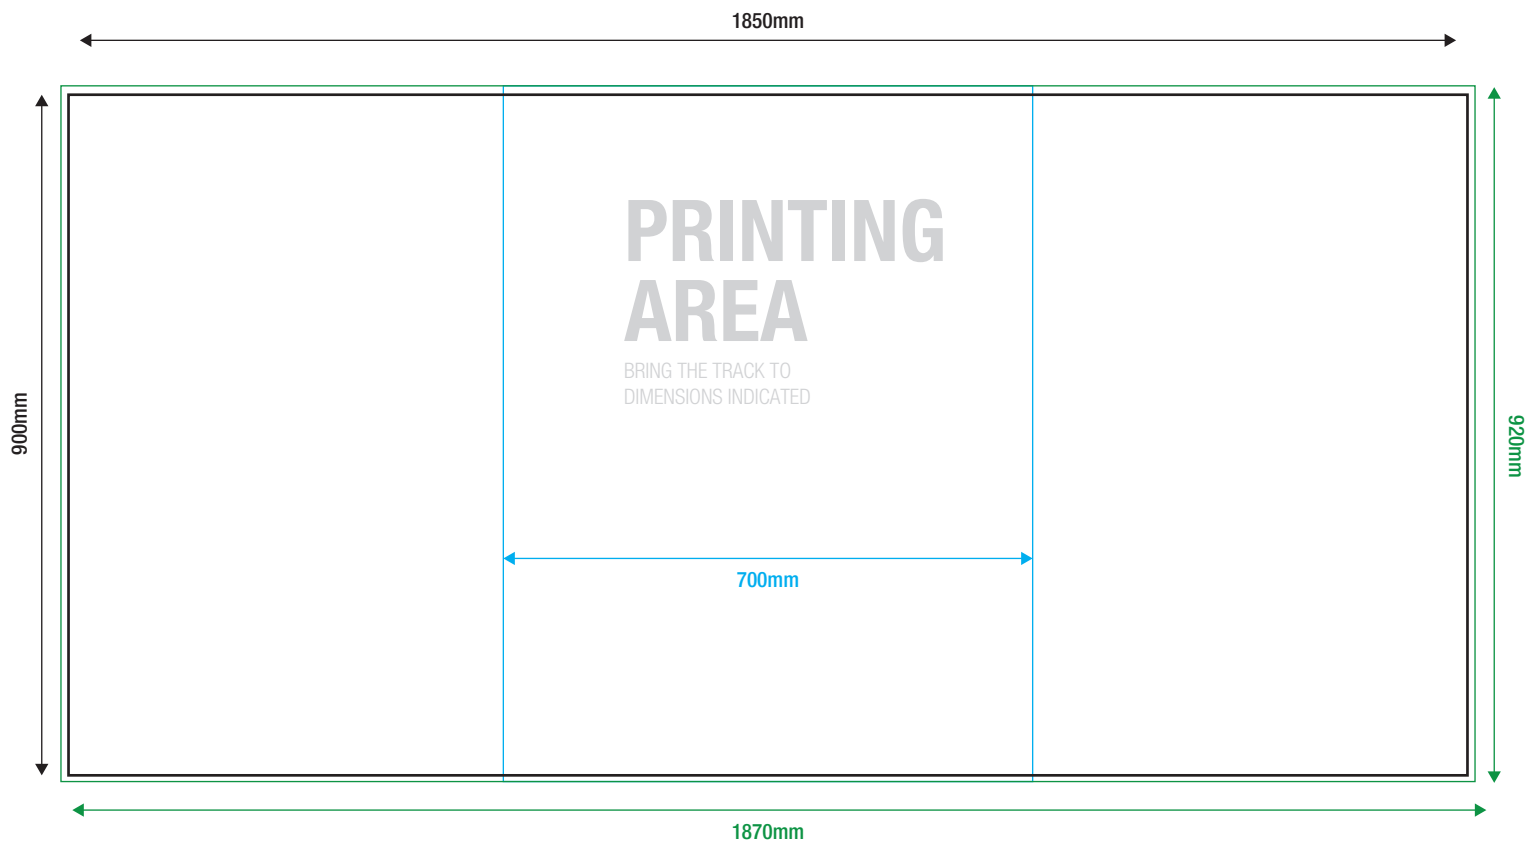 1850mm
PRINTING
AREA
BRING THE TRACK TO
DIMENSIONS INDICATED
900mm
920mm
700mm
1870mm